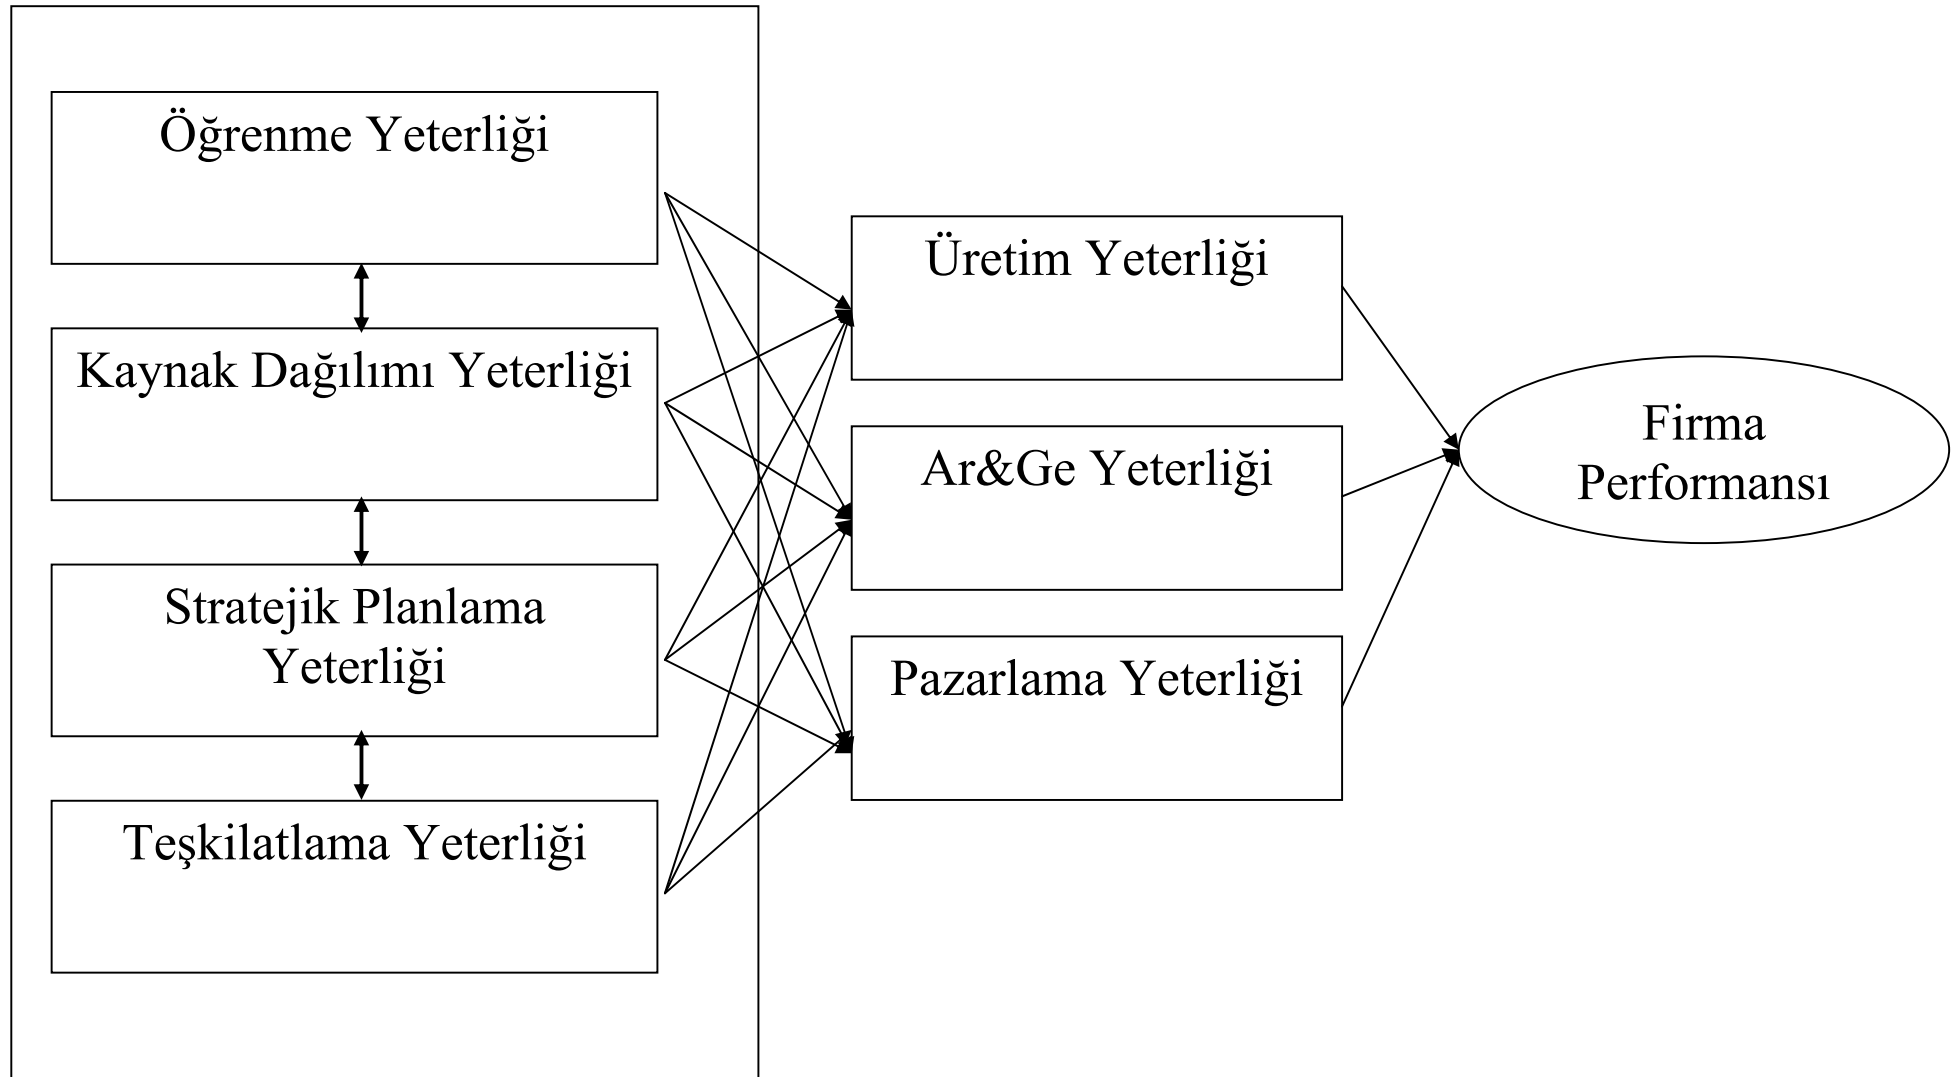 Öğrenme Yeterliği
Kaynak Dağılımı Yeterliği
Stratejik Planlama
Yeterliği
Teşkilatlama Yeterliği
Üretim Yeterliği
Ar&Ge Yeterliği
Pazarlama Yeterliği
Firma
Performansı